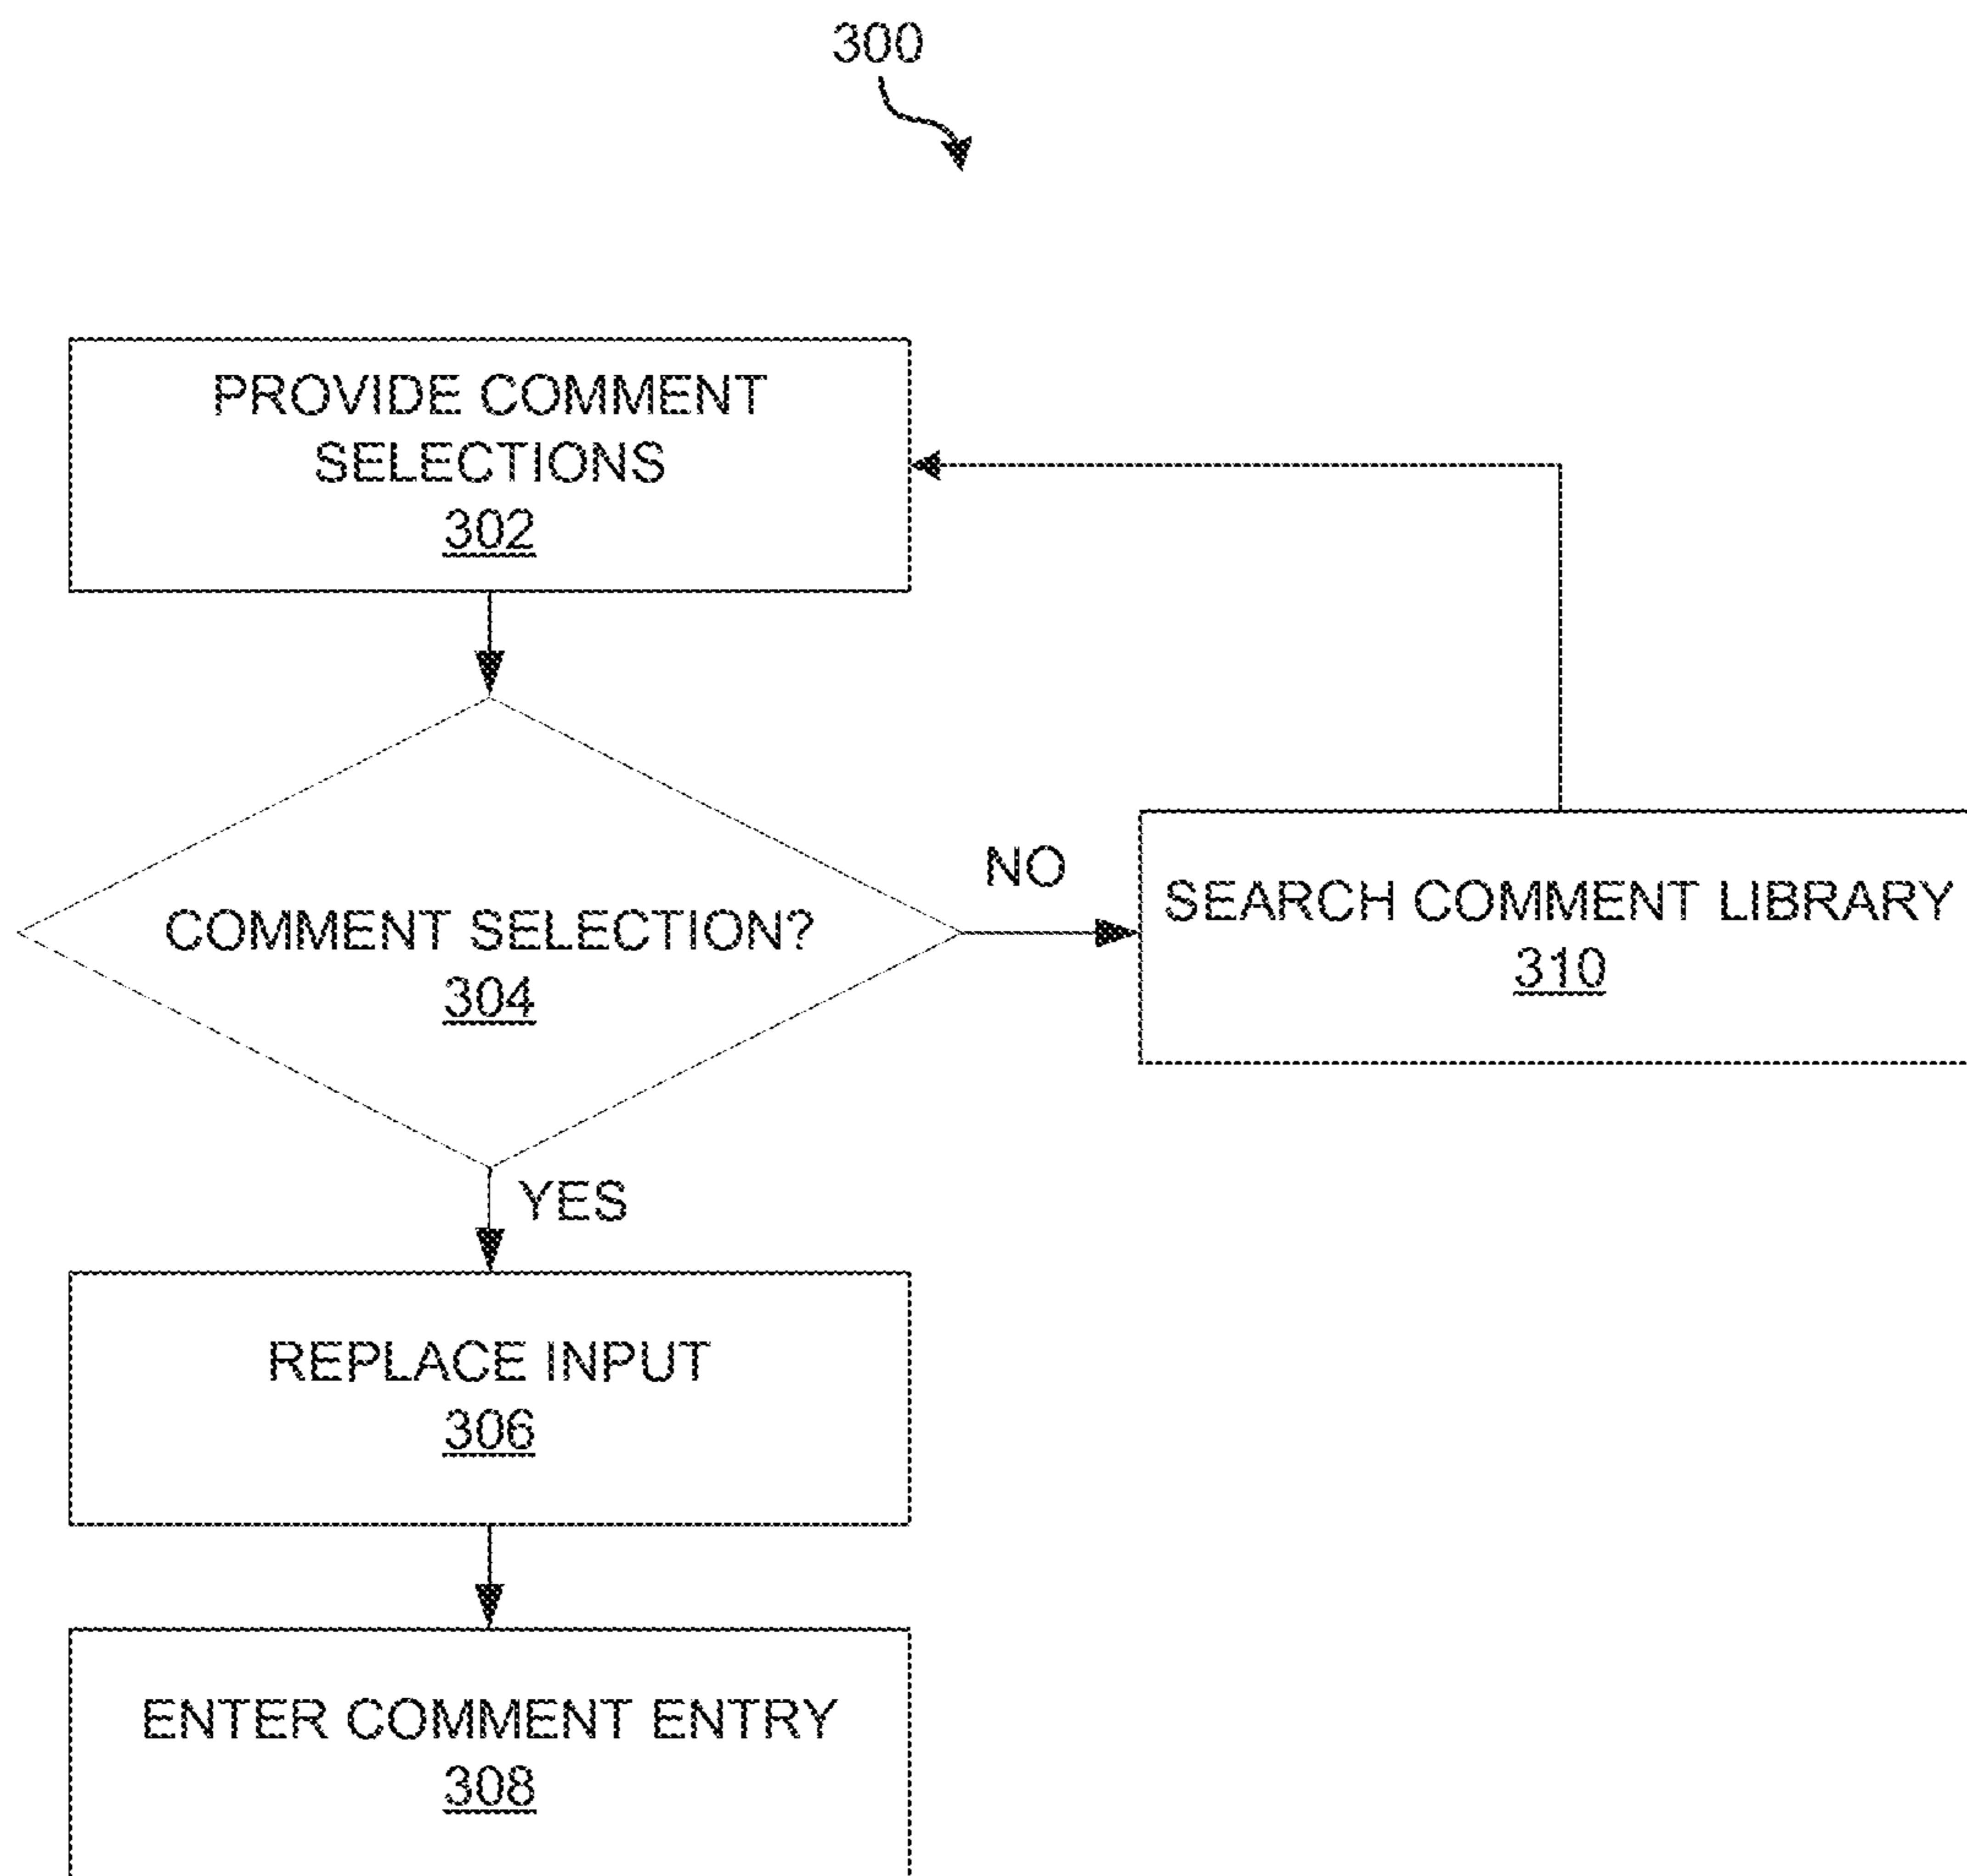 300
PROVIDE COMMENT
SELECTIONS
302
COMMENT SELECTION?
304
NO
SEARCH COMMENT LIBRARY
310
YES
REPLACE INPUT
306
ENTER COMMENT ENTRY
308